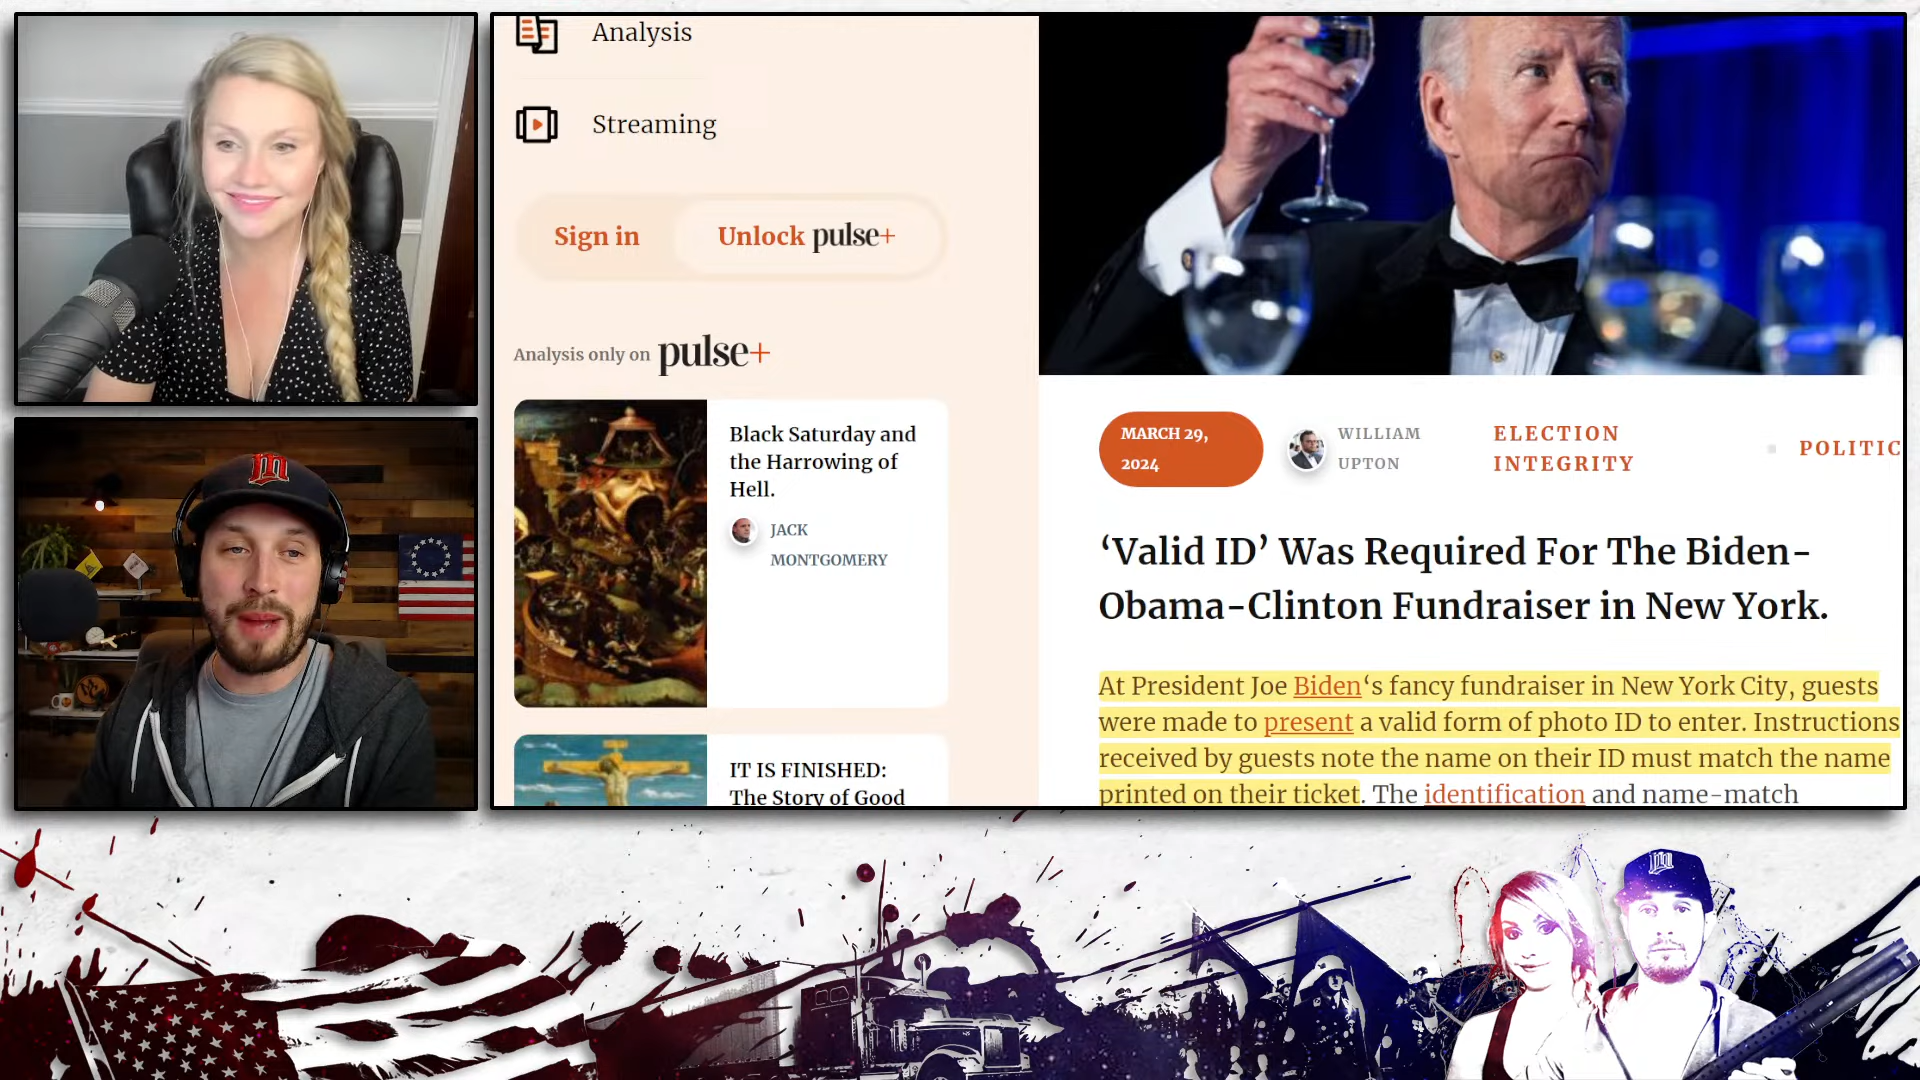 Analysis
Streaming
Sign in
Unlock pulse+
Analysis only on pulse+
Black Saturday and
the Harrowing of
Hell.
JACK
MONTGOMERY
IT IS FINISHED:
The Story of Good
MARCH 29,
2024
WILLIAM
UPTON
ELECTION
INTEGRITY
POLITIC
‘Valid ID’ Was Required For The Biden-
Obama-Clinton Fundraiser in New York.
At President Joe Biden‘s fancy fundraiser in New York City, guests
were made to present a valid form of photo ID to enter. Instructions
received by guests note the name on their ID must match the name
printed on their ticket. The identification and name-match